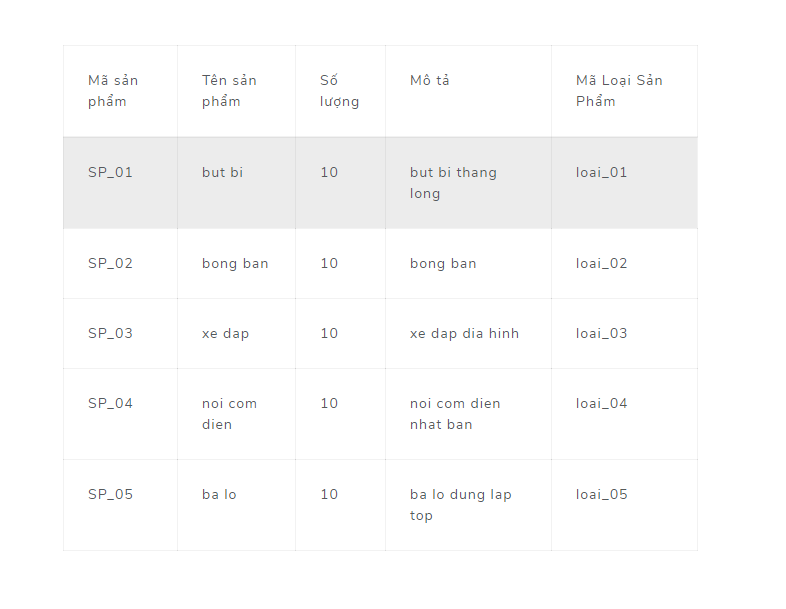 Mã sản phẩm Tên sản phẩm Số lượng Mô tả Mã Loại Sản Phẩm
SP_01 but bi 10 but bi thang long loai_01
SP_02 bong ban 10 bong ban loai_02
SP_03 xe dap 10 xe dap dia hinh loai_03
SP_04 noi com dien 10 noi com dien nhat ban loai_04
SP_05 ba lo 10 ba lo dung lap top loai_05